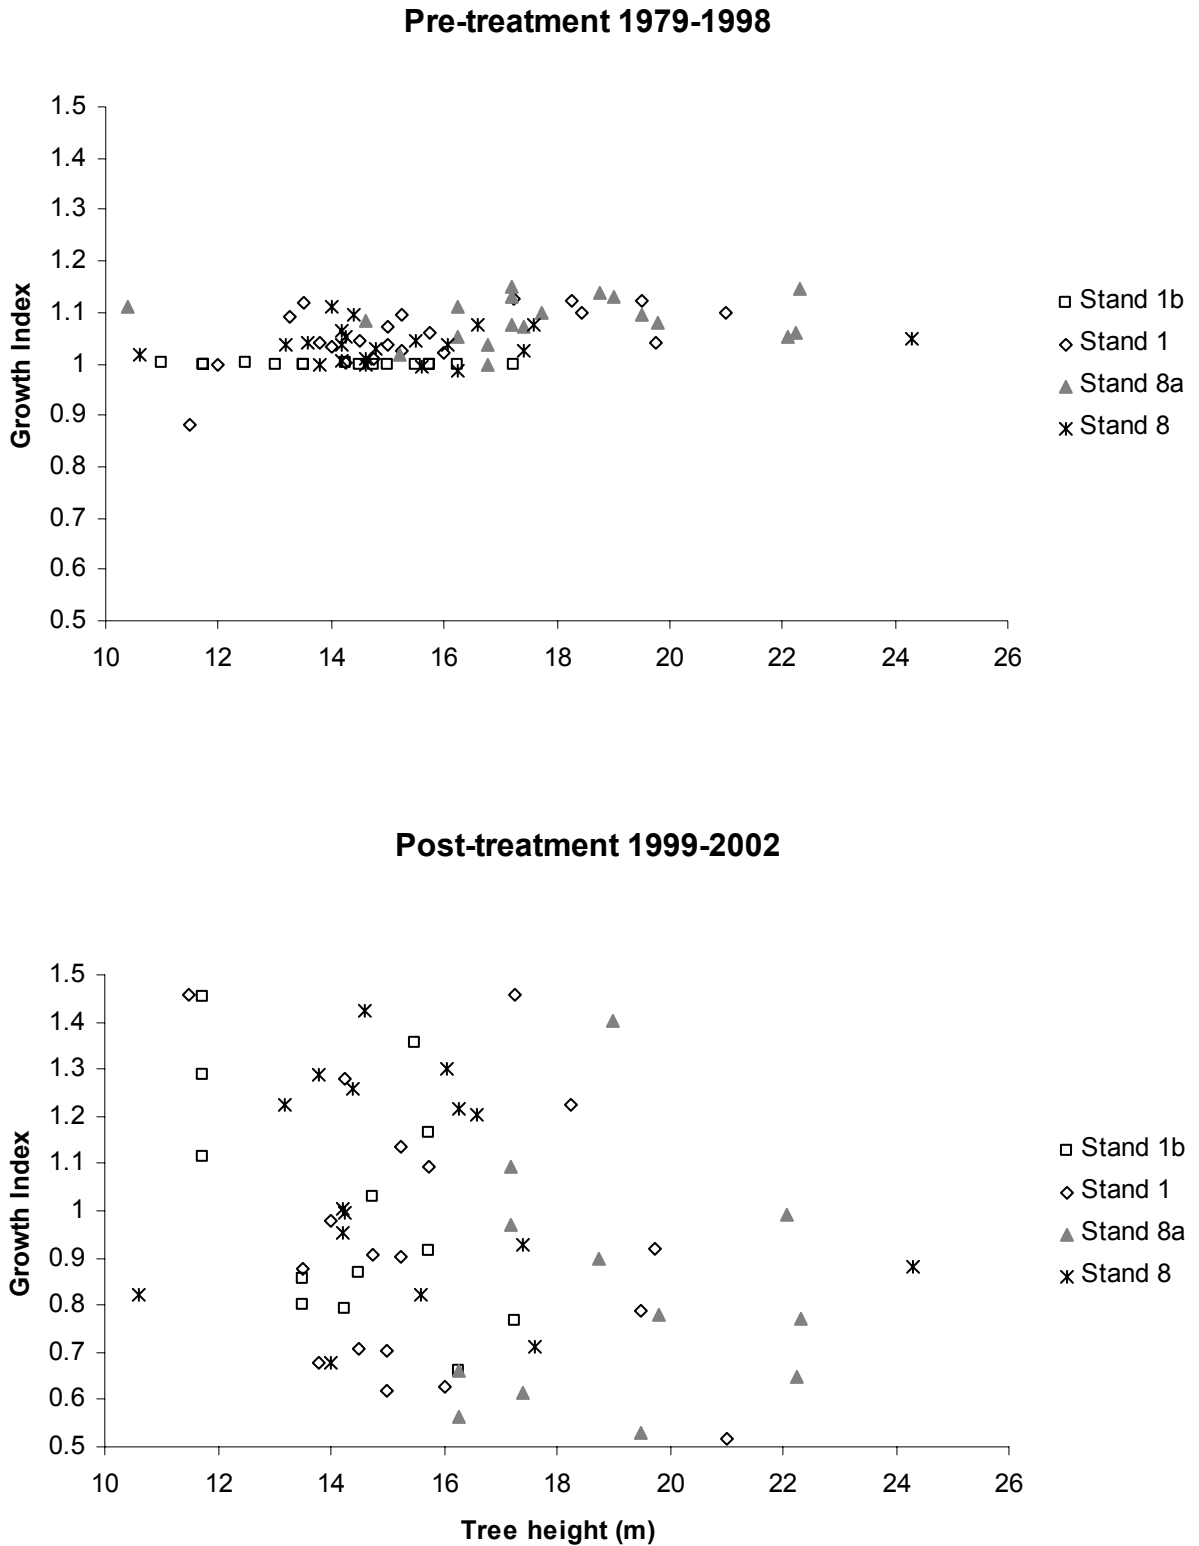 Pre-treatment 1979-1998
1.5
1.4
1.3
1.2
1.1
1
0.9
0.8
0.7
0.6
0.5
Growth Index
10 12 14 16 18 20 22 24 26
Stand 1b
Stand 1
Stand 8a
Stand 8
Post-treatment 1999-2002
1.5
1.4
1.3
1.2
1.1
1
0.9
0.8
0.7
0.6
0.5
Growth Index
10 12 14 16 18 20 22 24 26
Tree height (m)
Stand 1b
Stand 1
Stand 8a
Stand 8